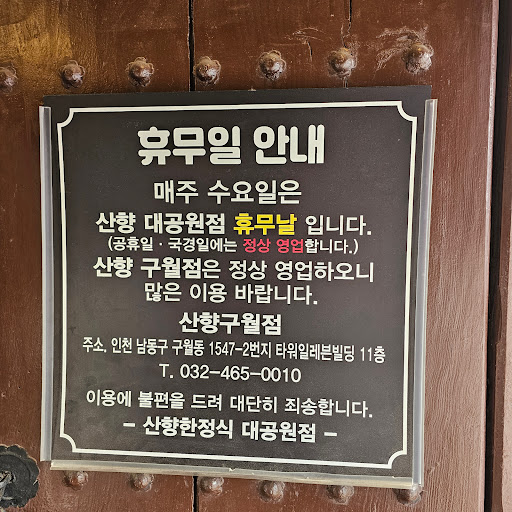 휴무일 안내
매주 수요일은
산향 대공원점 휴무날 입니다.
(공휴일 · 국경일에는 정상 영업합니다.)
산향 구월점은 정상 영업하오니
많은 이용 바랍니다.
산향구월점
주소. 인천 남동구 구월동 1547-2번지 타워일레븐빌딩 11층
T. 032-465-0010
이용에 불편을 드려 대단히 죄송합니다.
- 산향한정식 대공원점 -